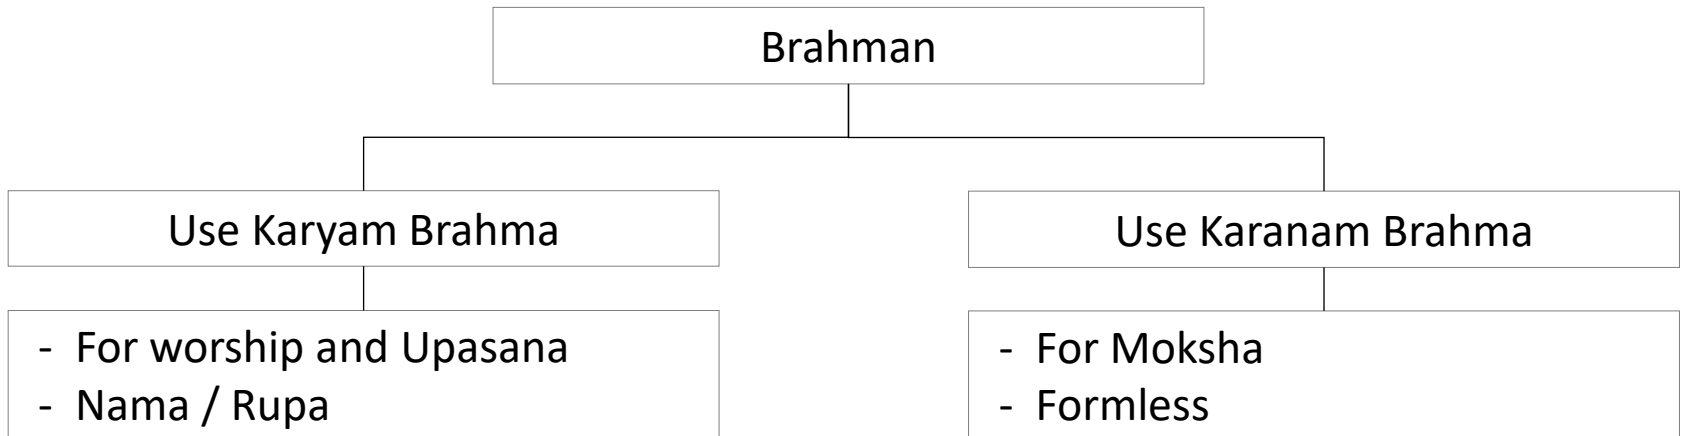 Brahman
Use Karyam Brahma
Use Karanam Brahma
- For worship and Upasana
- Nama / Rupa
- For Moksha
- Formless